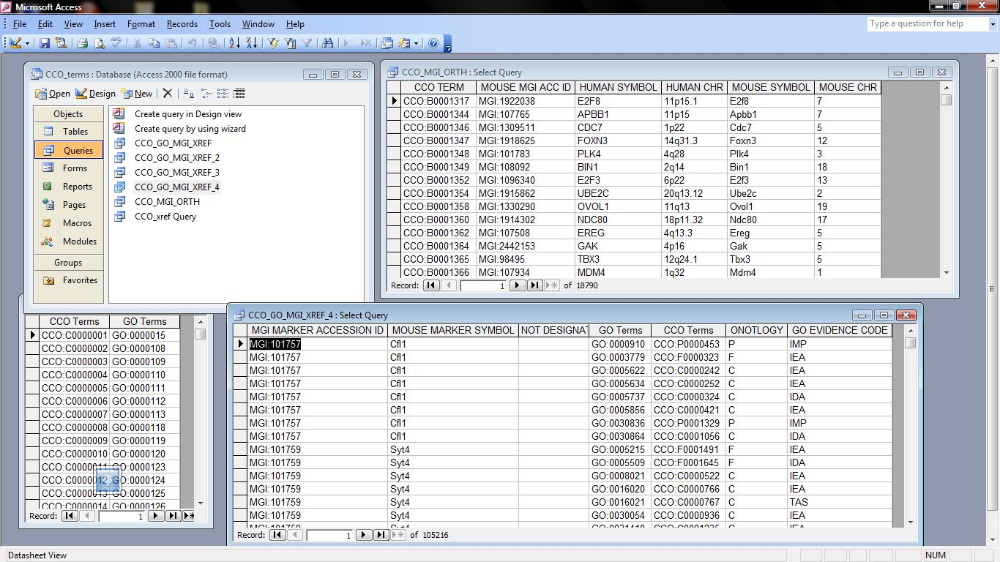 Microsoft Access
File Edit View Insert Format Records Tools Window Help
Type a question for help
CCO_terms : Database (Access 2000 file format)
Open Design New
Objects
Tables
Queries
Forms
Reports
Pages
Macros
Modules
Groups
Favorites
Create query in Design view
Create query by using wizard
CCO_GO_MGI_XREF
CCO_GO_MGI_XREF_2
CCO_GO_MGI_XREF_3
CCO_GO_MGI_XREF_4
CCO_MGI_ORTH
CCO_xref Query
CCO_MGI_ORTH : Select Query
CCO TERM MOUSE MGI ACC ID HUMAN SYMBOL HUMAN CHR MOUSE SYMBOL MOUSE CHR
CCO:B0001317 MGI:1922038 E2F8 11p15.1 E2f8 7
CCO:B0001344 MGI:107765 APBB1 11p15 Apbb1 7
CCO:B0001346 MGI:1309511 CDC7 1p22 Cdc7 5
CCO:B0001347 MGI:1918625 FOXN3 14q31.3 Foxn3 12
CCO:B0001348 MGI:101783 PLK4 4q28 Plk4 3
CCO:B0001349 MGI:108092 BIN1 2q14 Bin1 18
CCO:B0001352 MGI:1096340 E2F3 6p22 E2f3 13
CCO:B0001354 MGI:1915862 UBE2C 20q13.12 Ube2c 2
CCO:B0001358 MGI:1330290 OVOL1 11q13 Ovol1 19
CCO:B0001360 MGI:1914302 NDC80 18p11.32 Ndc80 17
CCO:B0001362 MGI:107508 EREG 4q13.3 Ereg 5
CCO:B0001364 MGI:2442153 GAK 4p16 Gak 5
CCO:B0001365 MGI:98495 TBX3 12q24.1 Tbx3 5
CCO:B0001366 MGI:107934 MDM4 1q32 Mdm4 1
Record: 1 of 18790
CCO Terms GO Terms
CCO:C0000001 GO:0000015
CCO:C0000002 GO:0000108
CCO:C0000003 GO:0000109
CCO:C0000004 GO:0000110
CCO:C0000005 GO:0000111
CCO:C0000006 GO:0000112
CCO:C0000007 GO:0000113
CCO:C0000008 GO:0000118
CCO:C0000009 GO:0000119
CCO:C0000010 GO:0000120
CCO:C0000011 GO:0000123
CCO:C0000012 GO:0000124
CCO:C0000013 GO:0000125
CCO:C0000014 GO:0000126
Record: 1
CCO_GO_MGI_XREF_4 : Select Query
MGI MARKER ACCESSION ID MOUSE MARKER SYMBOL NOT DESIGNAT GO Terms CCO Terms ONOTLOGY GO EVIDENCE CODE
MGI:101757 Cfl1 GO:0000910 CCO:P0000453 P IMP
MGI:101757 Cfl1 GO:0003779 CCO:F0000323 F IEA
MGI:101757 Cfl1 GO:0005622 CCO:C0000242 C IEA
MGI:101757 Cfl1 GO:0005634 CCO:C0000252 C IEA
MGI:101757 Cfl1 GO:0005737 CCO:C0000324 C IDA
MGI:101757 Cfl1 GO:0005856 CCO:C0000421 C IEA
MGI:101757 Cfl1 GO:0030836 CCO:P0001329 P IMP
MGI:101757 Cfl1 GO:0030864 CCO:C0001056 C IDA
MGI:101759 Syt4 GO:0005215 CCO:F0001491 F IEA
MGI:101759 Syt4 GO:0005509 CCO:F0001645 F IDA
MGI:101759 Syt4 GO:0008021 CCO:C0000522 C IEA
MGI:101759 Syt4 GO:0016020 CCO:C0000766 C IEA
MGI:101759 Syt4 GO:0016021 CCO:C0000767 C TAS
MGI:101759 Syt4 GO:0030054 CCO:C0000936 C IEA
MGI:101759 Syt4 C IEA
Record: 1 of 105216
Datasheet View
NUM